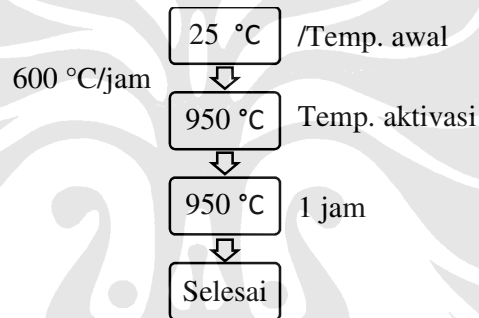 25 °C /Temp. awal
600 °C/jam
950 °C Temp. aktivasi
950 °C 1 jam
Selesai